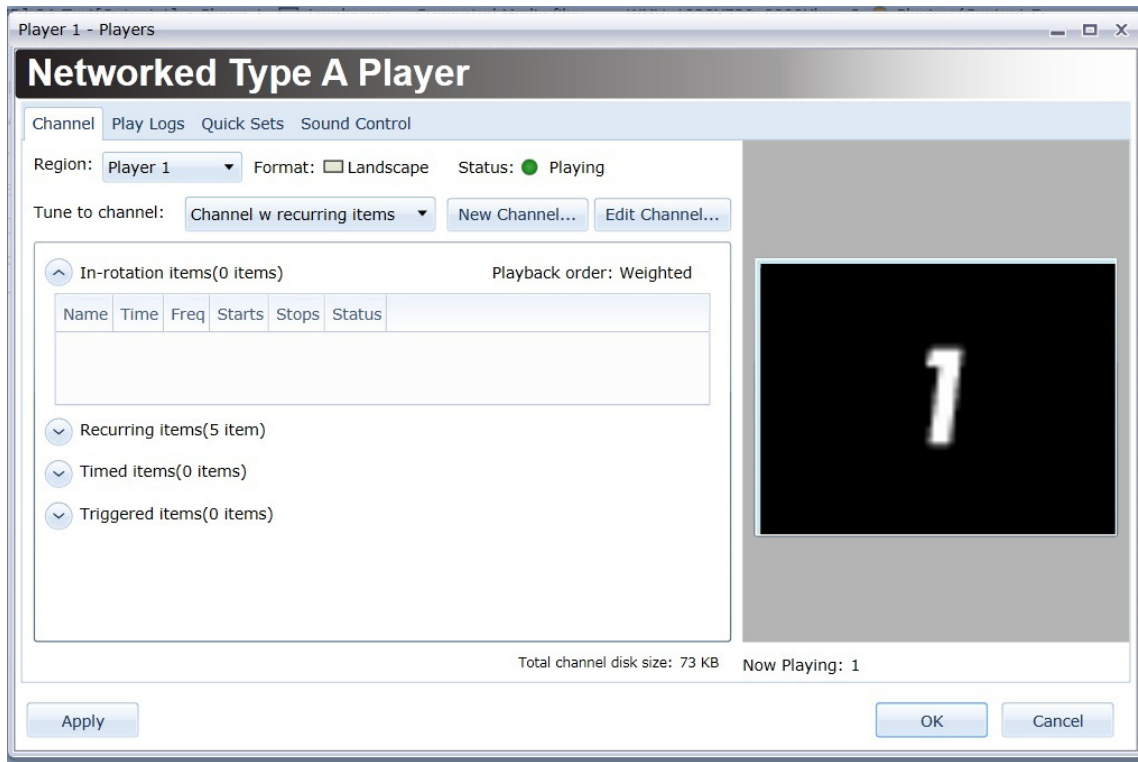 Player 1 - Players
Networked Type A Player
Channel Play Logs Quick Sets Sound Control
Region: Player 1 Format: Landscape Status: Playing
Tune to channel: Channel w recurring items New Channel... Edit Channel...
In-rotation items(0 items) Playback order: Weighted
Name Time Freq Starts Stops Status
1
Recurring items(5 item)
Timed items(0 items)
Triggered items(0 items)
Total channel disk size: 73 KB Now Playing: 1
Apply OK Cancel